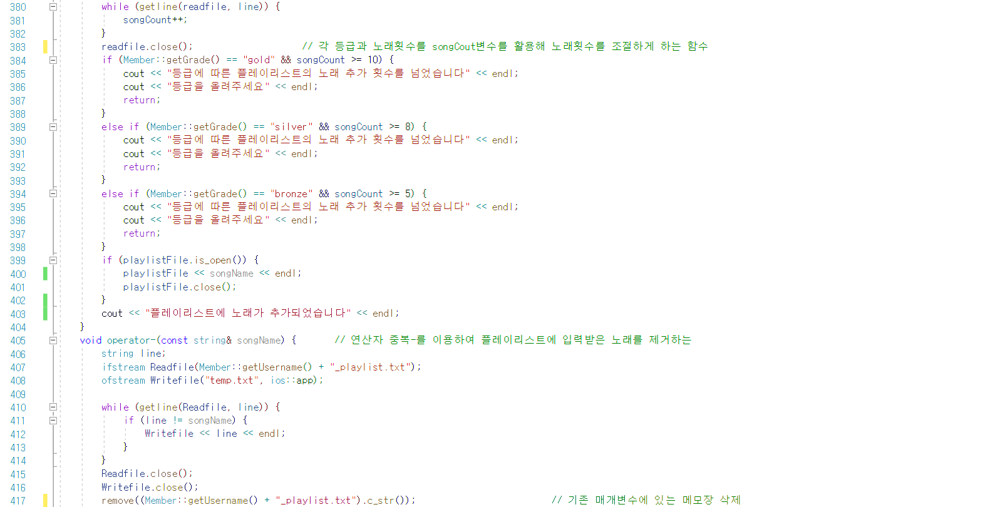 380 while (getline(readfile, line)) {
381 songCount++;
382 }
383 readfile.close(); // 각 등급과 노래횟수를 songCout변수를 활용해 노래횟수를 조절하게 하는 함수
384 if (Member::getGrade() == "gold" && songCount >= 10) {
385 cout << "등급에 따른 플레이리스트의 노래 추가 횟수를 넘었습니다" << endl;
386 cout << "등급을 올려주세요" << endl;
387 return;
388 }
389 else if (Member::getGrade() == "silver" && songCount >= 8) {
390 cout << "등급에 따른 플레이리스트의 노래 추가 횟수를 넘었습니다" << endl;
391 cout << "등급을 올려주세요" << endl;
392 return;
393 }
394 else if (Member::getGrade() == "bronze" && songCount >= 5) {
395 cout << "등급에 따른 플레이리스트의 노래 추가 횟수를 넘었습니다" << endl;
396 cout << "등급을 올려주세요" << endl;
397 return;
398 }
399 if (playlistFile.is_open()) {
400 playlistFile << songName << endl;
401 playlistFile.close();
402 }
403 cout << "플레이리스트에 노래가 추가되었습니다" << endl;
404 }
405 void operator-(const string& songName) { // 연산자 중복-를 이용하여 플레이리스트에 입력받은 노래를 제거하는
406 string line;
407 ifstream Readfile(Member::getUsername() + "_playlist.txt");
408 ofstream Writefile("temp.txt", ios::app);
409
410 while (getline(Readfile, line)) {
411 if (line != songName) {
412 Writefile << line << endl;
413 }
414 }
415 Readfile.close();
416 Writefile.close();
417 remove((Member::getUsername() + "_playlist.txt").c_str()); // 기존 매개변수에 있는 메모장 삭제